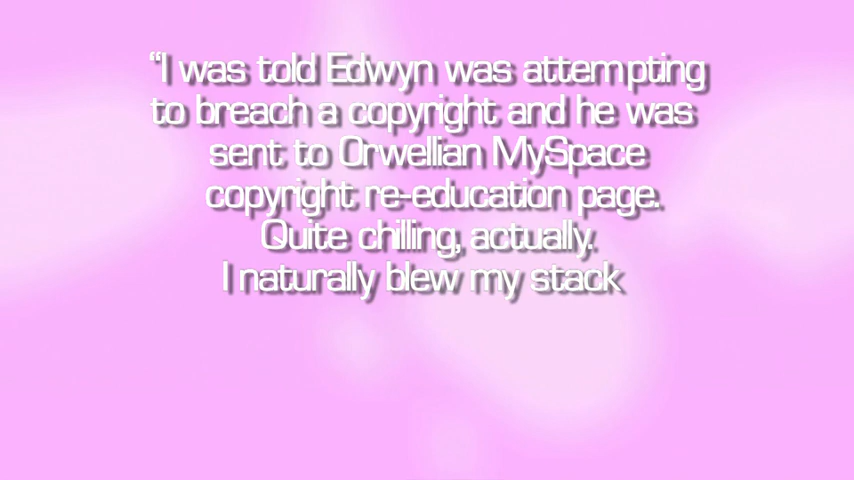 “I was told Edwyn was attempting
to breach a copyright and he was
sent to Orwellian MySpace
copyright re-education page.
Quite chilling, actually.
I naturally blew my stack